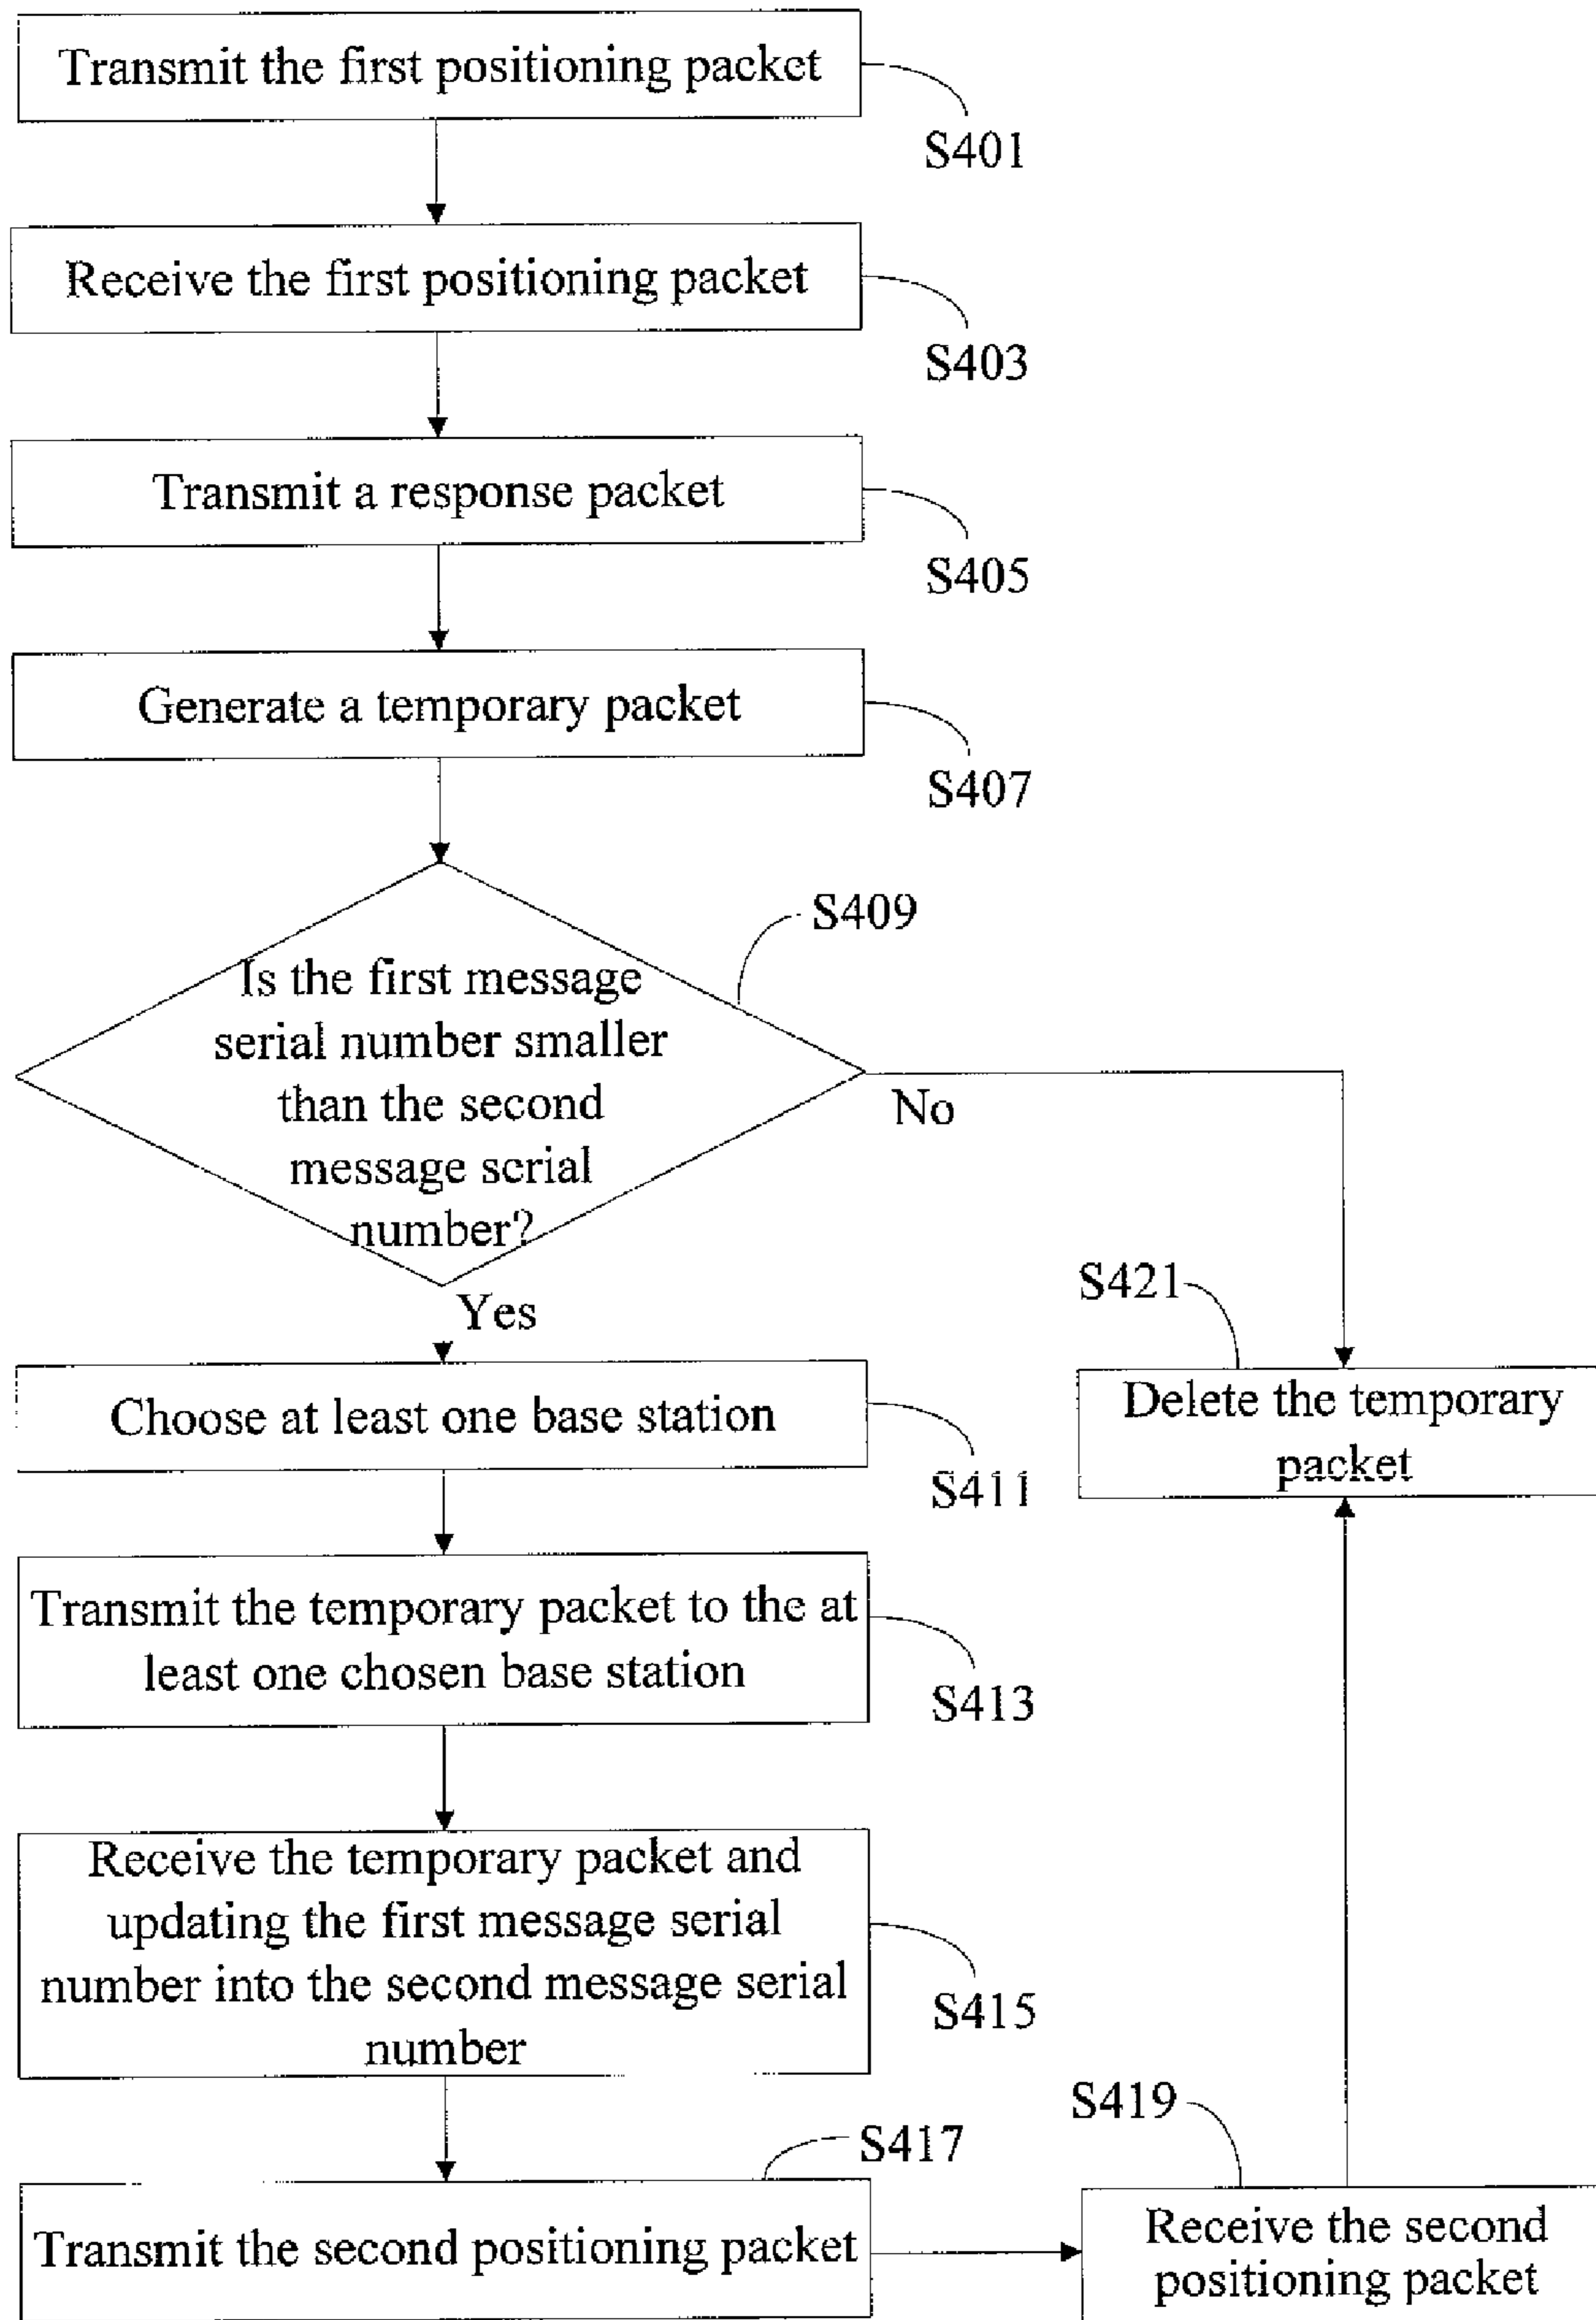 Transmit the first positioning packet
S401
Receive the first positioning packet
S403
Transmit a response packet
S405
Generate a temporary packet
S407
S409
Is the first message
serial number smaller
than the second
message serial
number?
No
Yes
S421
Delete the temporary
packet
Choose at least one base station
S411
Transmit the temporary packet to the at
least one chosen base station
S413
Receive the temporary packet and
updating the first message serial
number into the second message serial
number
S415
S417
Transmit the second positioning packet
S419
Receive the second
positioning packet